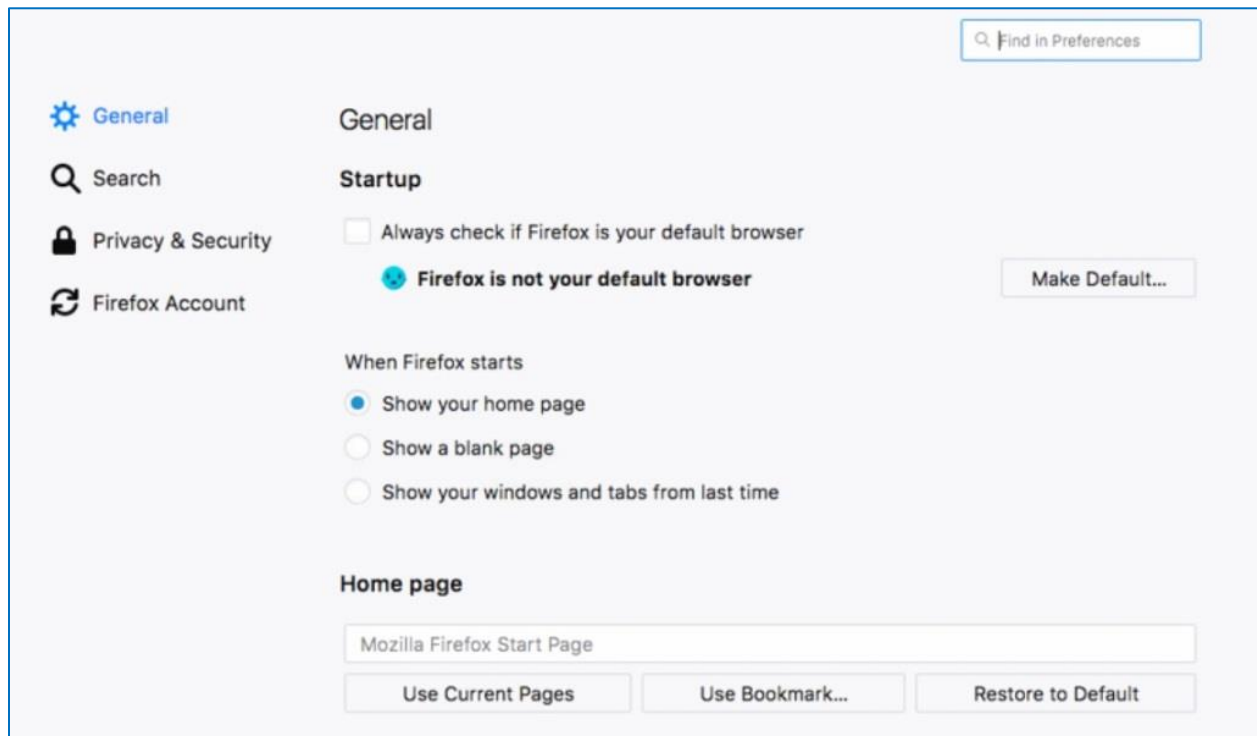 Find in Preferences
General
Search
Privacy & Security
Firefox Account
General
Startup
Always check if Firefox is your default browser
Firefox is not your default browser
Make Default...
When Firefox starts
Show your home page
Show a blank page
Show your windows and tabs from last time
Home page
Mozilla Firefox Start Page
Use Current Pages
Use Bookmark...
Restore to Default